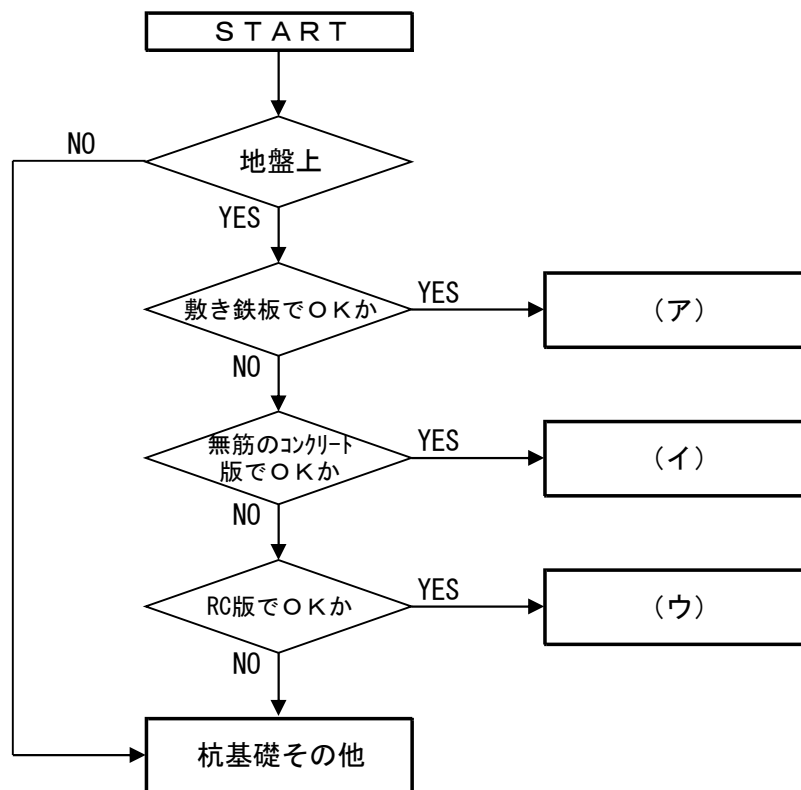 ＳＴＡＲＴ
NO
地盤上
YES
敷き鉄板でＯＫか
YES
（ア）
NO
無筋のｺﾝｸﾘｰﾄ
版でＯＫか
YES
（イ）
NO
RC版でＯＫか
YES
（ウ）
NO
杭基礎その他